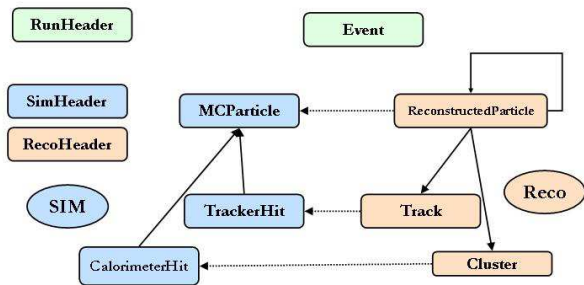 RunHeader
Event
SimHeader
MCParticle
ReconstructedParticle
RecoHeader
SIM
TrackerHit
Track
Reco
CalorimeterHit
Cluster